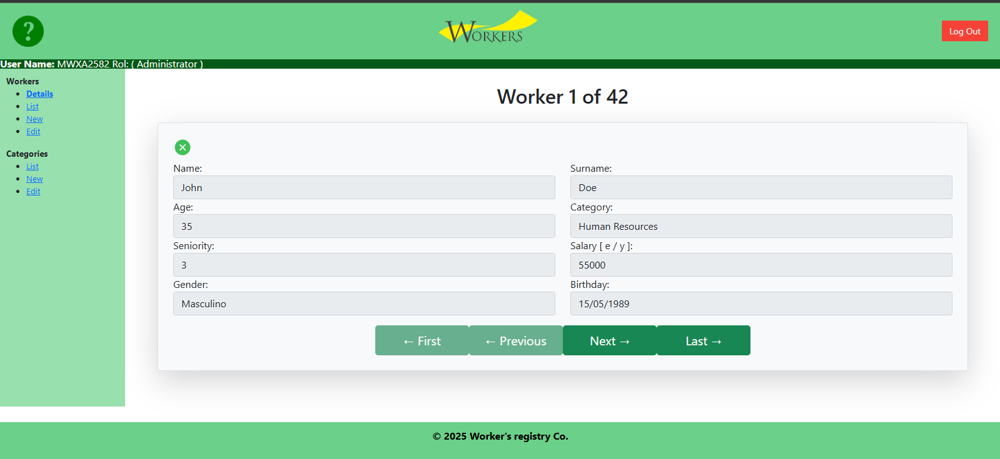 ?
WORKERS
Log Out
User Name: MWXA2582 Rol: ( Administrator )
Workers
Details
List
New
Edit
Categories
List
New
Edit
Worker 1 of 42
Name:
John
Surname:
Doe
Age:
35
Category:
Human Resources
Seniority:
3
Salary [ e / y ]:
55000
Gender:
Masculino
Birthday:
15/05/1989
← First
← Previous
Next →
Last →
© 2025 Worker's registry Co.